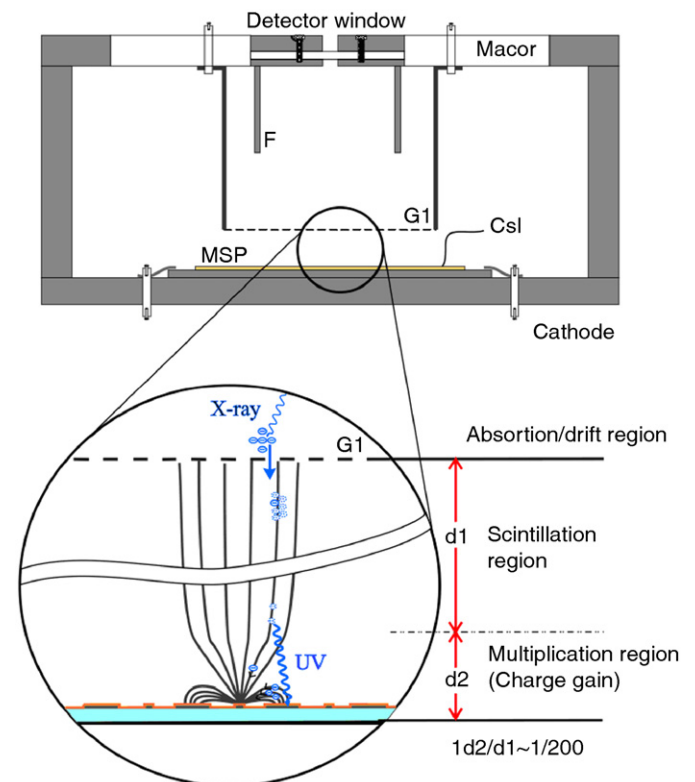 Detector window
Macor
F
G1
CsI
MSP
Cathode
X-ray
G1
Absortion/drift region
d1
Scintillation
region
UV
d2
Multiplication region
(Charge gain)
1d2/d1~1/200